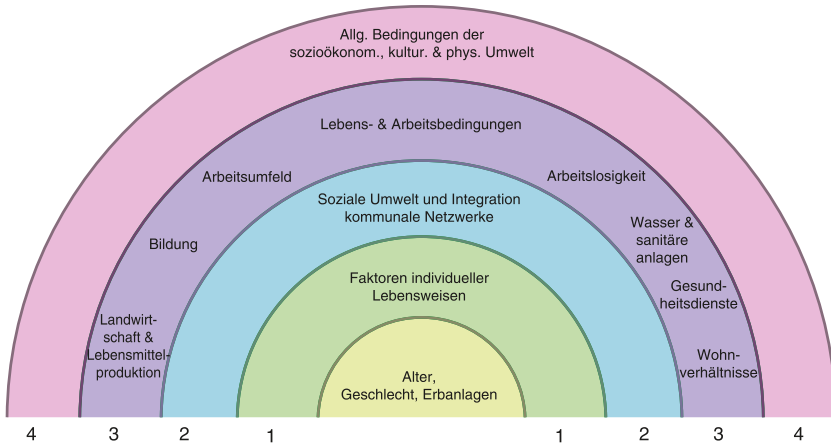 Allg. Bedingungen der
sozioökonom., kultur. & phys. Umwelt
Lebens- & Arbeitsbedingungen
Arbeitsumfeld
Arbeitslosigkeit
Soziale Umwelt und Integration
kommunale Netzwerke
Bildung
Wasser &
sanitäre
anlagen
Faktoren individueller
Lebensweisen
Gesund-
heitsdienste
Landwirt-
schaft &
Lebensmittel-
produktion
Wohn-
verhältnisse
Alter,
Geschlecht, Erbanlagen
4 3 2 1 1 2 3 4